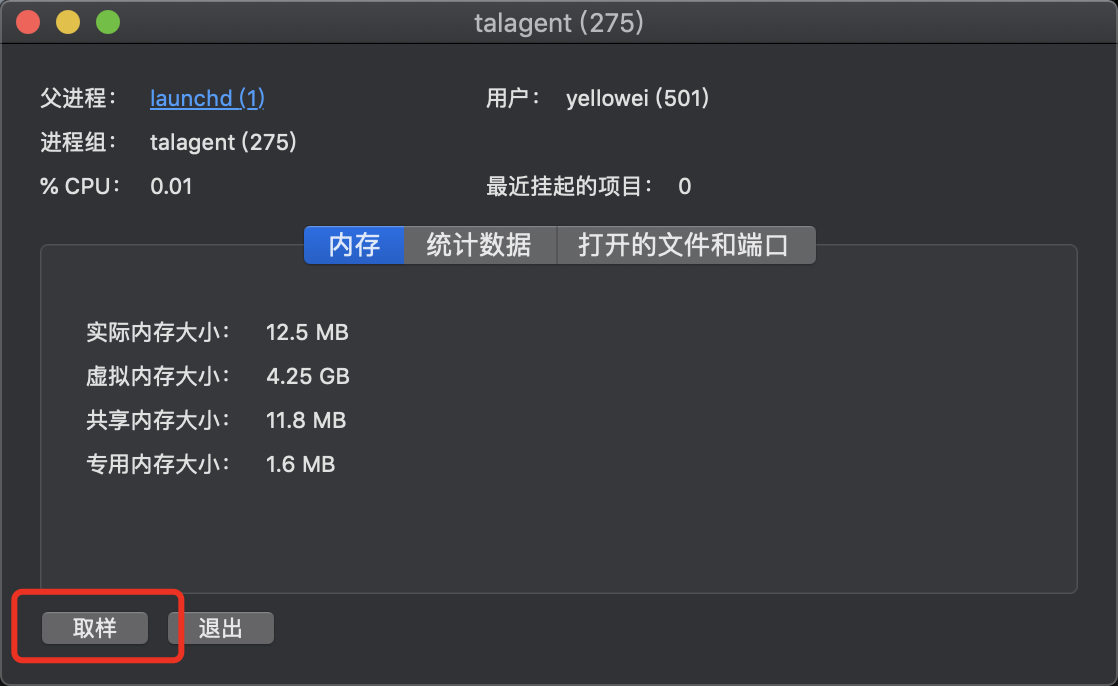 talagent (275)
父进程： launchd (1) 用户： yellowei (501)
进程组： talagent (275)
% CPU： 0.01 最近挂起的项目： 0
内存 统计数据 打开的文件和端口
实际内存大小： 12.5 MB
虚拟内存大小： 4.25 GB
共享内存大小： 11.8 MB
专用内存大小： 1.6 MB
取样 退出